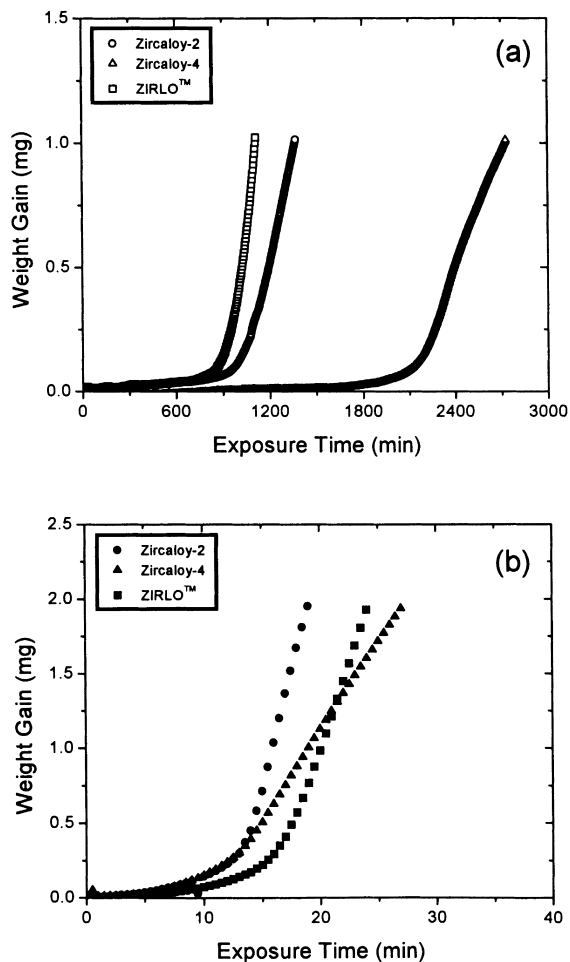 1.5
Zircaloy-2
Zircaloy-4
ZIRLO™
(a)
1.0
0.5
0.0
Weight Gain (mg)
0 600 1200 1800 2400 3000
Exposure Time (min)
2.5
Zircaloy-2
Zircaloy-4
ZIRLO™
(b)
2.0
1.5
1.0
0.5
0.0
Weight Gain (mg)
0 10 20 30 40
Exposure Time (min)